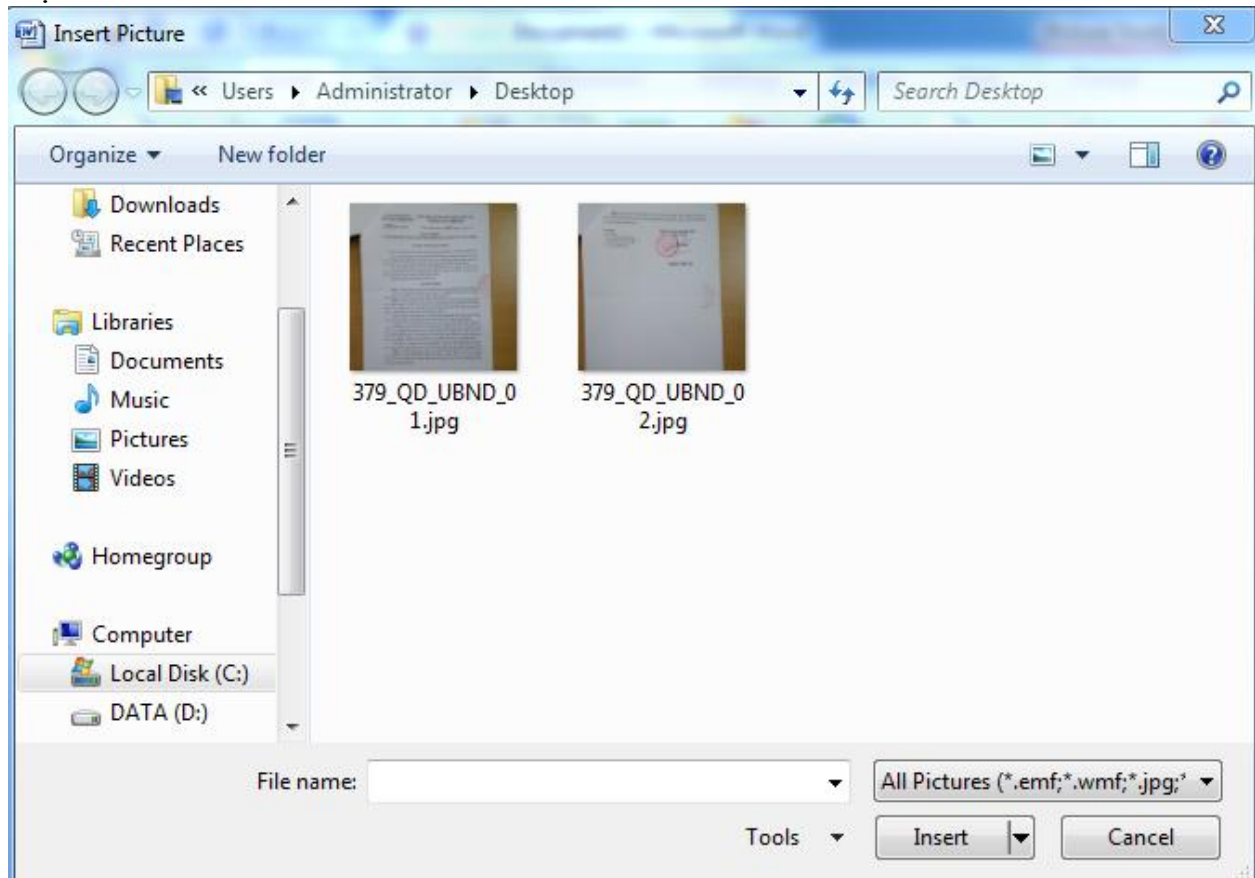 Insert Picture
« Users ▸ Administrator ▸ Desktop
Search Desktop
Organize
New folder
Downloads
Recent Places
Libraries
Documents
Music
Pictures
Videos
Homegroup
Computer
Local Disk (C:)
DATA (D:)
379_QD_UBND_0
1.jpg
379_QD_UBND_0
2.jpg
File name:
All Pictures (*.emf;*.wmf;*.jpg;*
Tools
Insert
Cancel